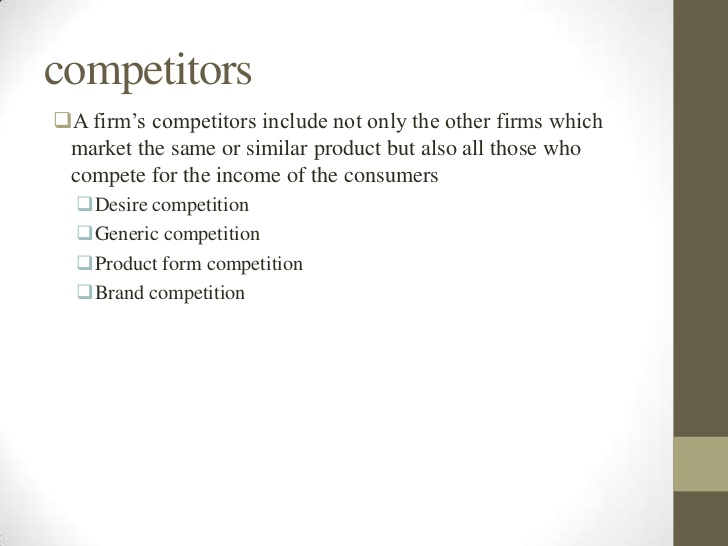 competitors
❑A firm’s competitors include not only the other firms which
market the same or similar product but also all those who
compete for the income of the consumers
❑Desire competition
❑Generic competition
❑Product form competition
❑Brand competition